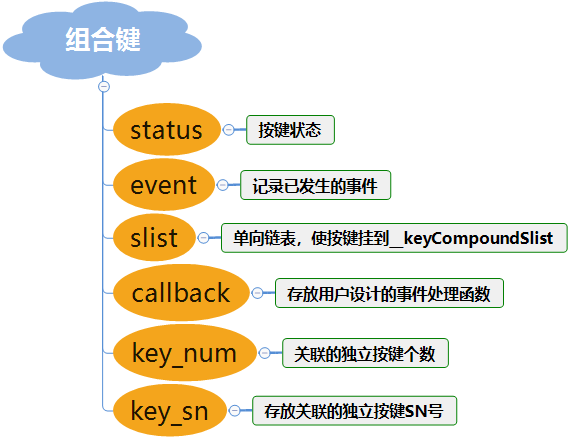 组合键
status 按键状态
event 记录已发生的事件
slist 单向链表，使按键挂到__keyCompoundSlist
callback 存放用户设计的事件处理函数
key_num 关联的独立按键个数
key_sn 存放关联的独立按键SN号